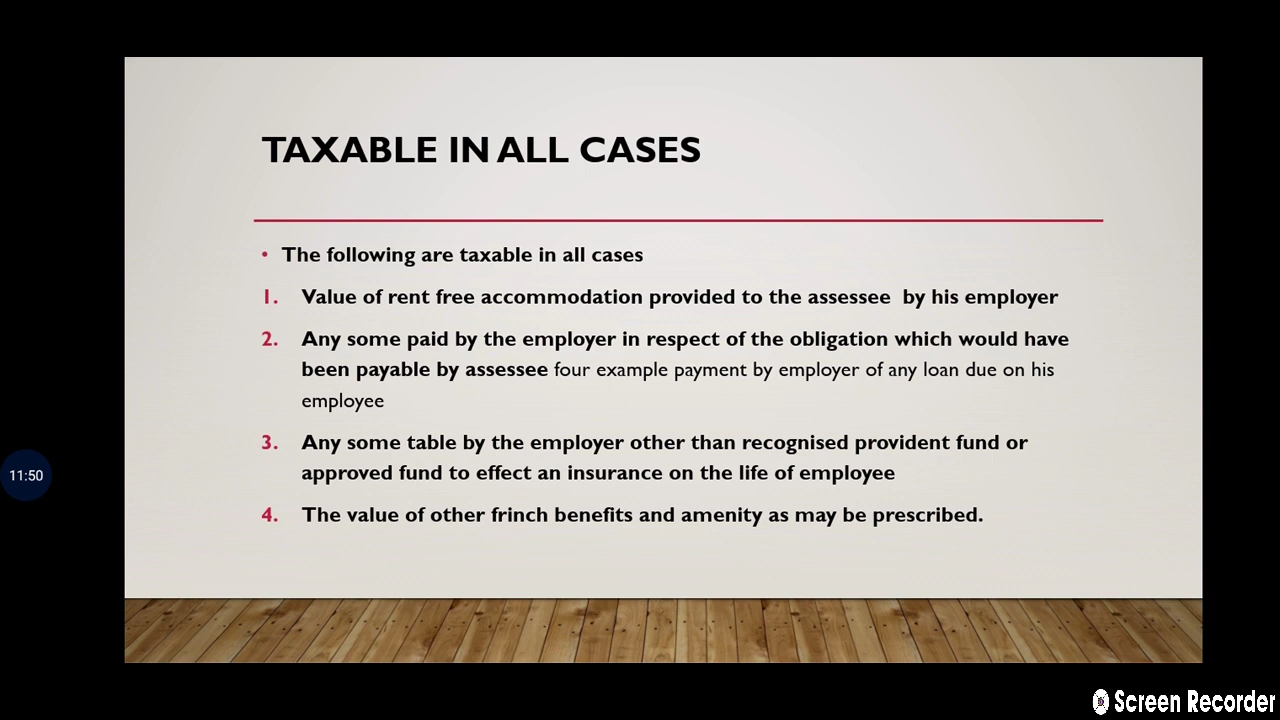 TAXABLE IN ALL CASES
• The following are taxable in all cases
1. Value of rent free accommodation provided to the assessee by his employer
2. Any some paid by the employer in respect of the obligation which would have
been payable by assessee four example payment by employer of any loan due on his
employee
3. Any some table by the employer other than recognised provident fund or
approved fund to effect an insurance on the life of employee
4. The value of other frinch benefits and amenity as may be prescribed.
11:50
Screen Recorder